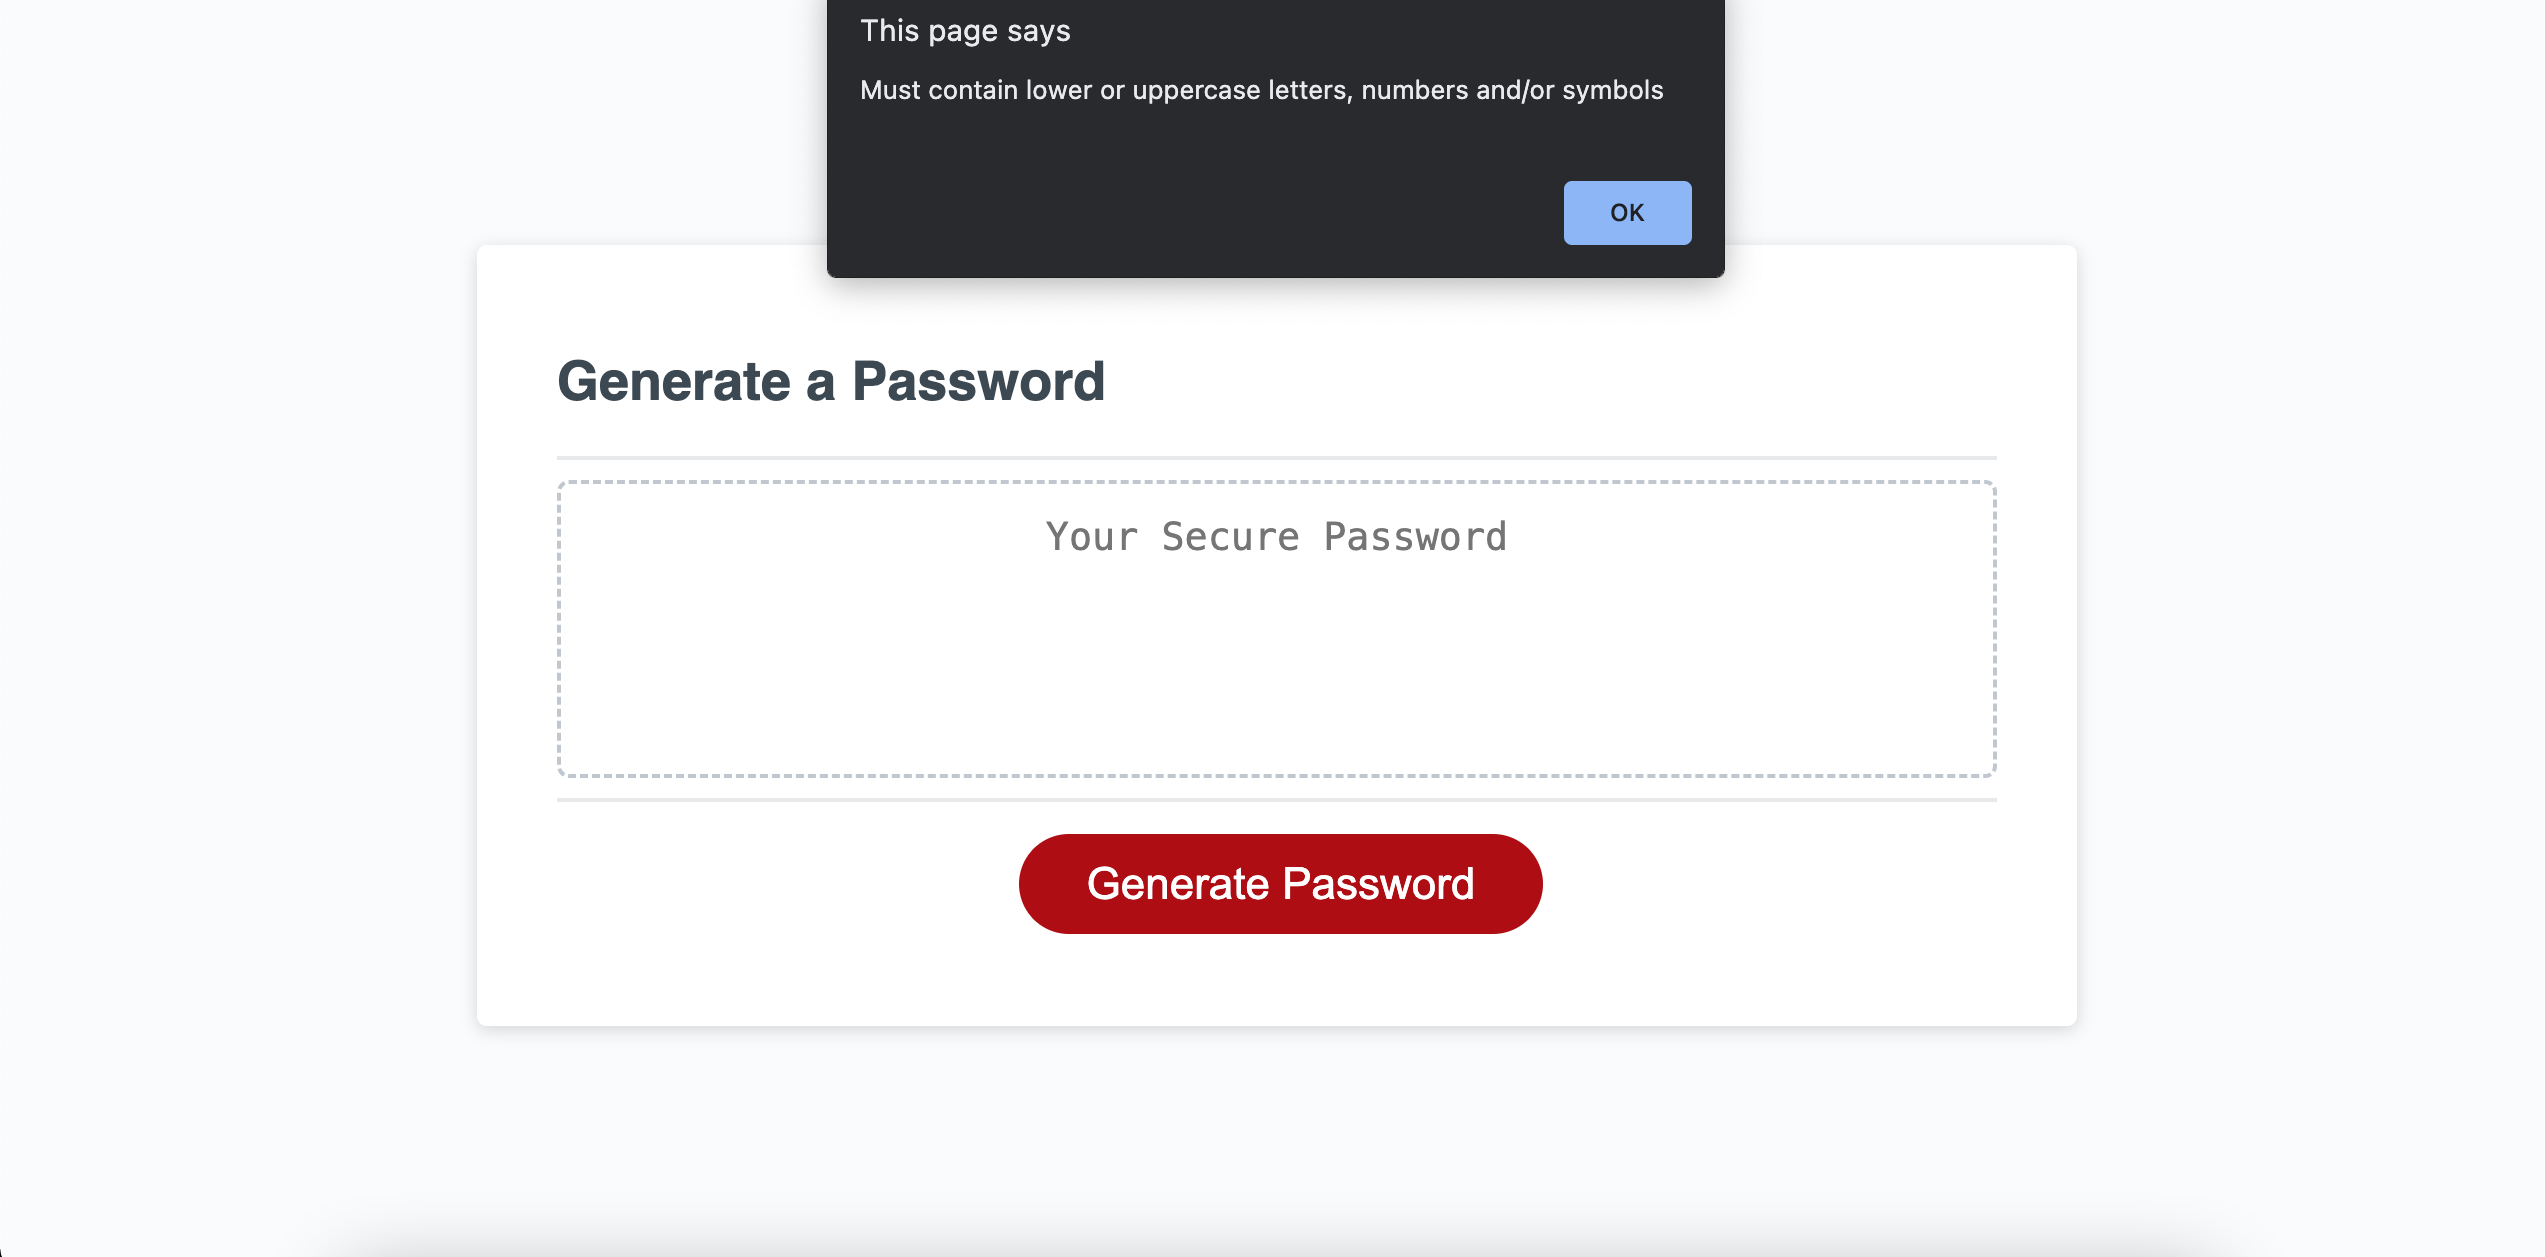 This page says
Must contain lower or uppercase letters, numbers and/or symbols
OK
Generate a Password
Your Secure Password
Generate Password